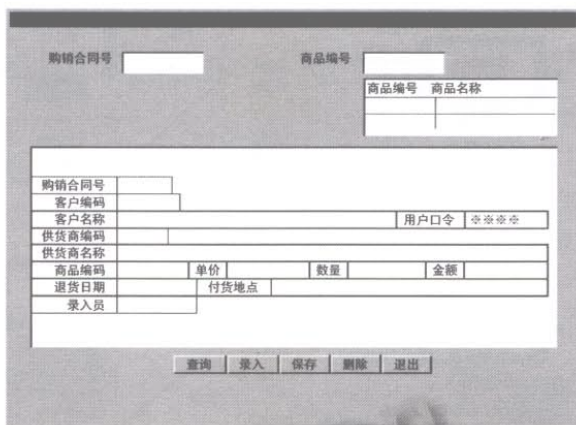 购销合同号 商品编号
商品编号 商品名称
购销合同号
客户编码
客户名称 用户口令 ※※※※
供货商编码
供货商名称
商品编码 单价 数量 金额
退货日期 付货地点
录入员
查询 录入 保存 删除 退出